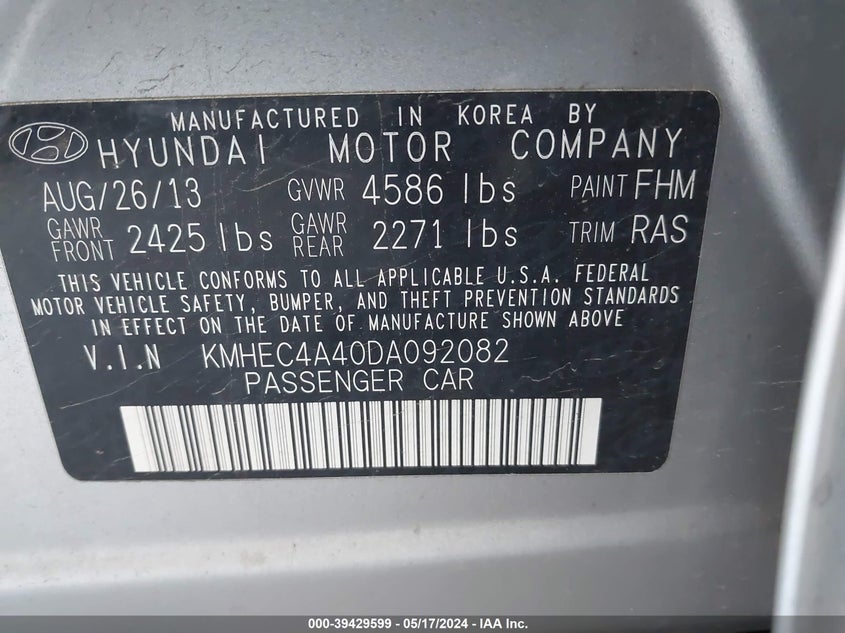 MANUFACTURED IN KOREA BY
HYUNDAI MOTOR COMPANY
AUG/26/13 GVWR 4586 lbs PAINT FHM
GAWR FRONT 2425 lbs GAWR REAR 2271 lbs TRIM RAS
THIS VEHICLE CONFORMS TO ALL APPLICABLE U.S.A. FEDERAL
MOTOR VEHICLE SAFETY, BUMPER, AND THEFT PREVENTION STANDARDS
IN EFFECT ON THE DATE OF MANUFACTURE SHOWN ABOVE
V.I.N KMHEC4A40DA092082
PASSENGER CAR
000-39429599 - 05/17/2024 - IAA Inc.